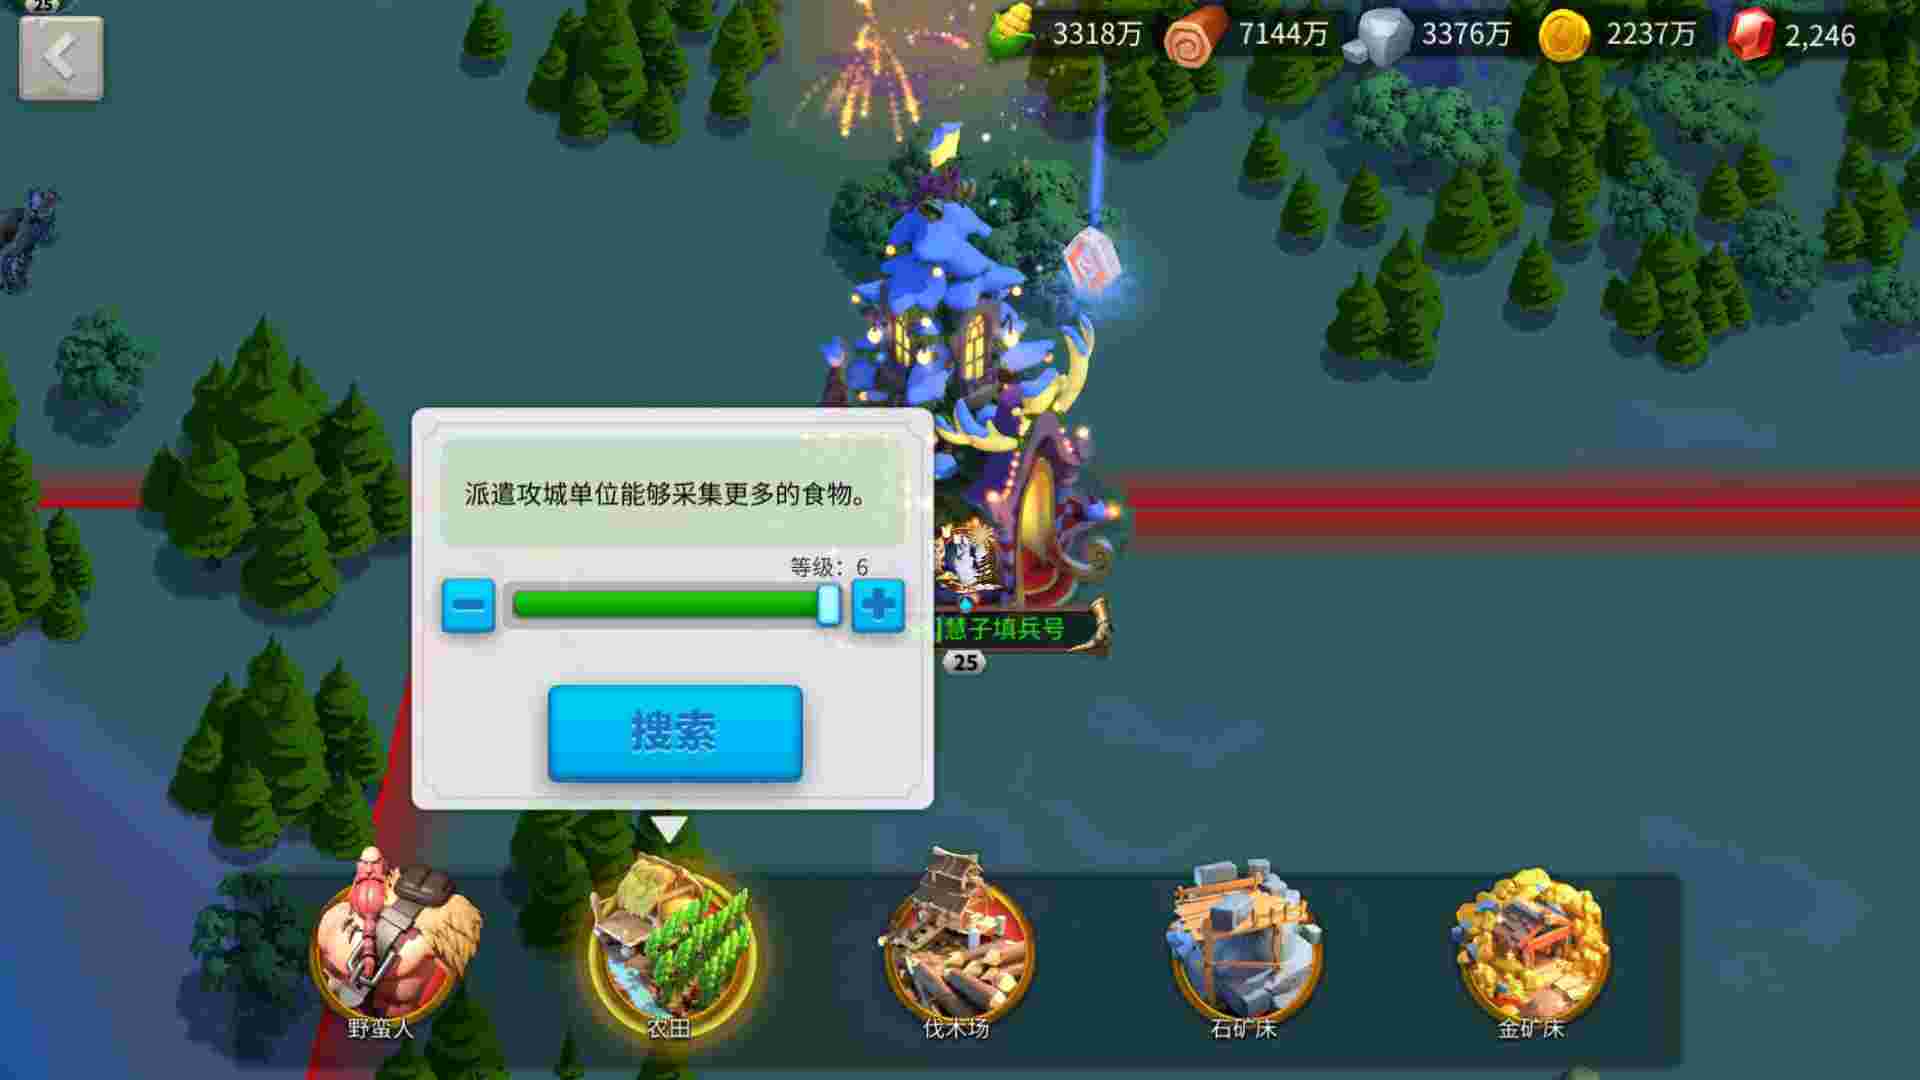 25
3318万
7144万
3376万
2237万
2,246
派遣攻城单位能够采集更多的食物。
等级：6
搜索
]慧子填兵号
25
野蛮人
农田
伐木场
石矿床
金矿床